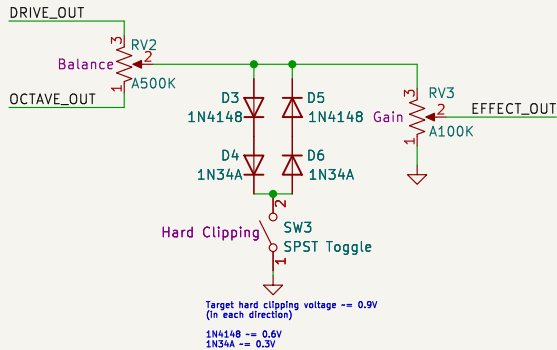 DRIVE_OUT
3
RV2
Balance
2
A500K
1
OCTAVE_OUT
D3
1N4148
D5
1N4148
3
RV3
Gain
2
EFFECT_OUT
A100K
1
D4
1N34A
D6
1N34A
2
Hard Clipping
SW3
SPST Toggle
1
Target hard clipping voltage ~= 0.9V
(in each direction)
1N4148 ~= 0.6V
1N34A ~= 0.3V